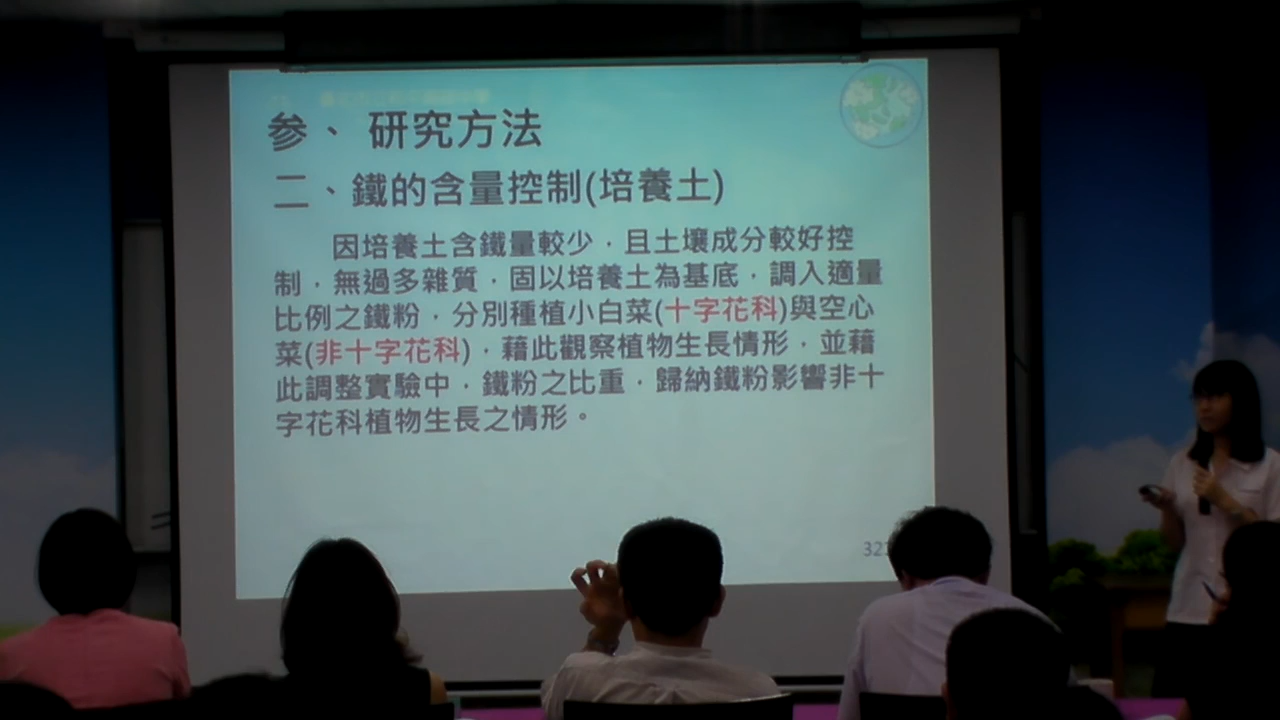 参、 研究方法
二、鐵的含量控制(培養土)
因培養土含鐵量較少，且土壤成分較好控
制，無過多雜質，固以培養土為基底，調入適量
比例之鐵粉，分別種植小白菜(十字花科)與空心
菜(非十字花科)，藉此觀察植物生長情形，並藉
此調整實驗中，鐵粉之比重，歸納鐵粉影響非十
字花科植物生長之情形。